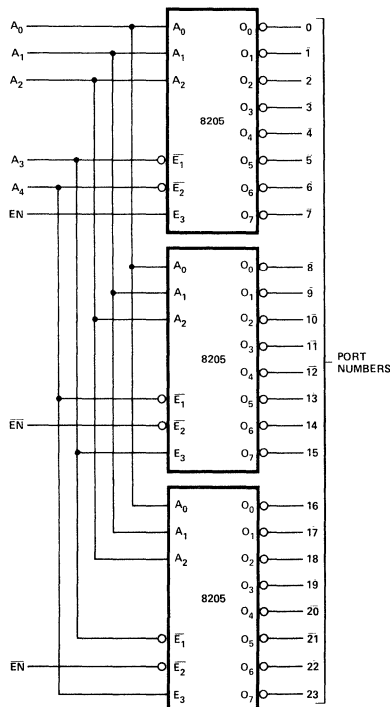 A0 A0 O0 0
A1 A1 O1 1
A2 A2 O2 2
O3 3
8205 O4 4
A3 E1 O5 5
A4 E2 O6 6
EN E3 O7 7
A0 O0 8
A1 O1 9
A2 O2 10
O3 11
8205 O4 12
PORT
NUMBERS
E1 O5 13
EN E2 O6 14
E3 O7 15
A0 O0 16
A1 O1 17
A2 O2 18
O3 19
8205 O4 20
E1 O5 21
EN E2 O6 22
E3 O7 23